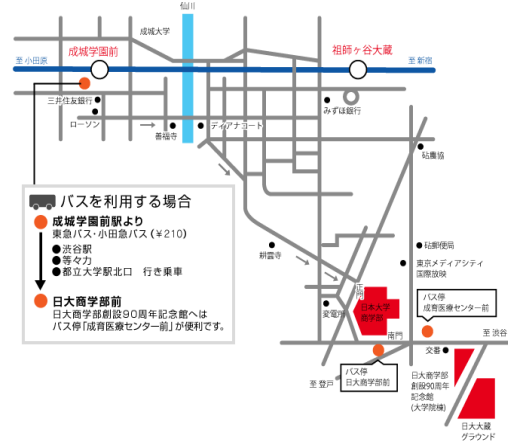 仙川
成城大学
成城学園前
祖師ヶ谷大蔵
至 小田原
至 新宿
三井住友銀行
ローソン
善福寺
ディアナコート
みずほ銀行
砧農協
バスを利用する場合
成城学園前駅より
東急バス・小田急バス（￥210）
●渋谷駅
●等々力
●都立大学駅北口　行き乗車
日大商学部前
日大商学部創設90周年記念館へは
バス停「成育医療センター前」が便利です。
耕雲寺
砧郵便局
東京メディアシティ
国際放映
正門
日本大学
商学部
変電所
バス停
成育医療センター前
南門
至 渋谷
交番
バス停
日大商学部前
至 登戸
日大商学部
創設90周年
記念館
(大学院棟)
日大大蔵
グラウンド